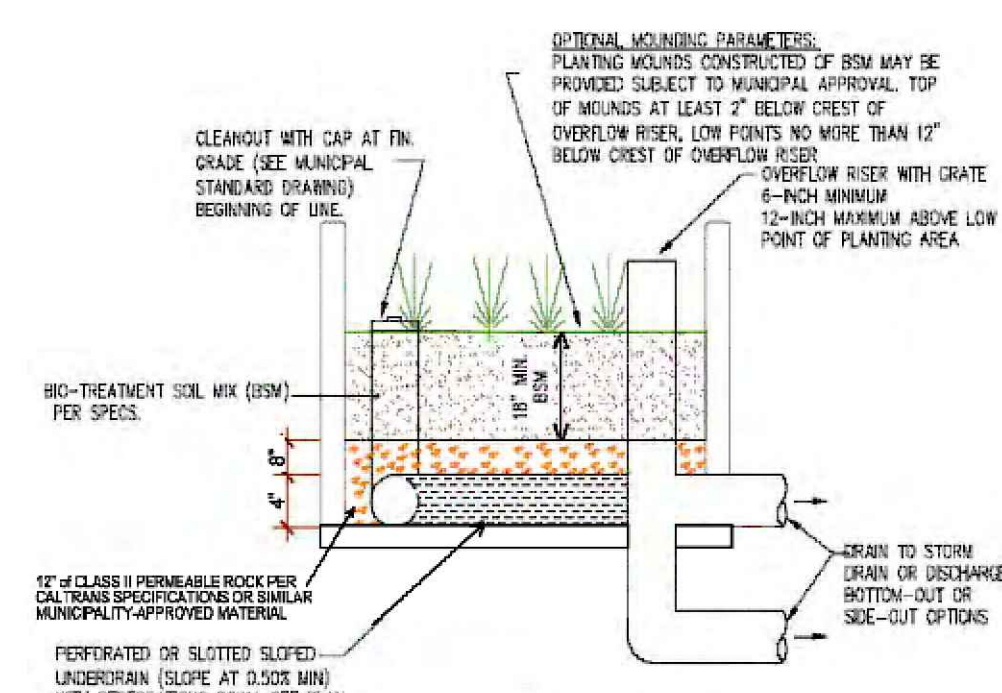 OPTIONAL MOUNDING PARAMETERS:
PLANTING MOUNDS CONSTRUCTED OF BSM MAY BE
PROVIDED SUBJECT TO MUNICIPAL APPROVAL. TOP
OF MOUNDS AT LEAST 2" BELOW CREST OF
OVERFLOW RISER, LOW POINTS NO MORE THAN 12"
BELOW CREST OF OVERFLOW RISER
CLEANOUT WITH CAP AT FIN.
GRADE (SEE MUNICIPAL
STANDARD DRAWING)
BEGINNING OF LINE.
OVERFLOW RISER WITH GRATE
6-INCH MINIMUM
12-INCH MAXIMUM ABOVE LOW
POINT OF PLANTING AREA
BIO-TREATMENT SOIL MIX (BSM)
PER SPECS.
18" MIN.
BSM
8"
4"
12" of CLASS II PERMEABLE ROCK PER
CALTRANS SPECIFICATIONS OR SIMILAR
MUNICIPALITY-APPROVED MATERIAL
DRAIN TO STORM
DRAIN OR DISCHARGE
BOTTOM-OUT OR
SIDE-OUT OPTIONS
PERFORATED OR SLOTTED SLOPED
UNDERDRAIN (SLOPE AT 0.50% MIN)